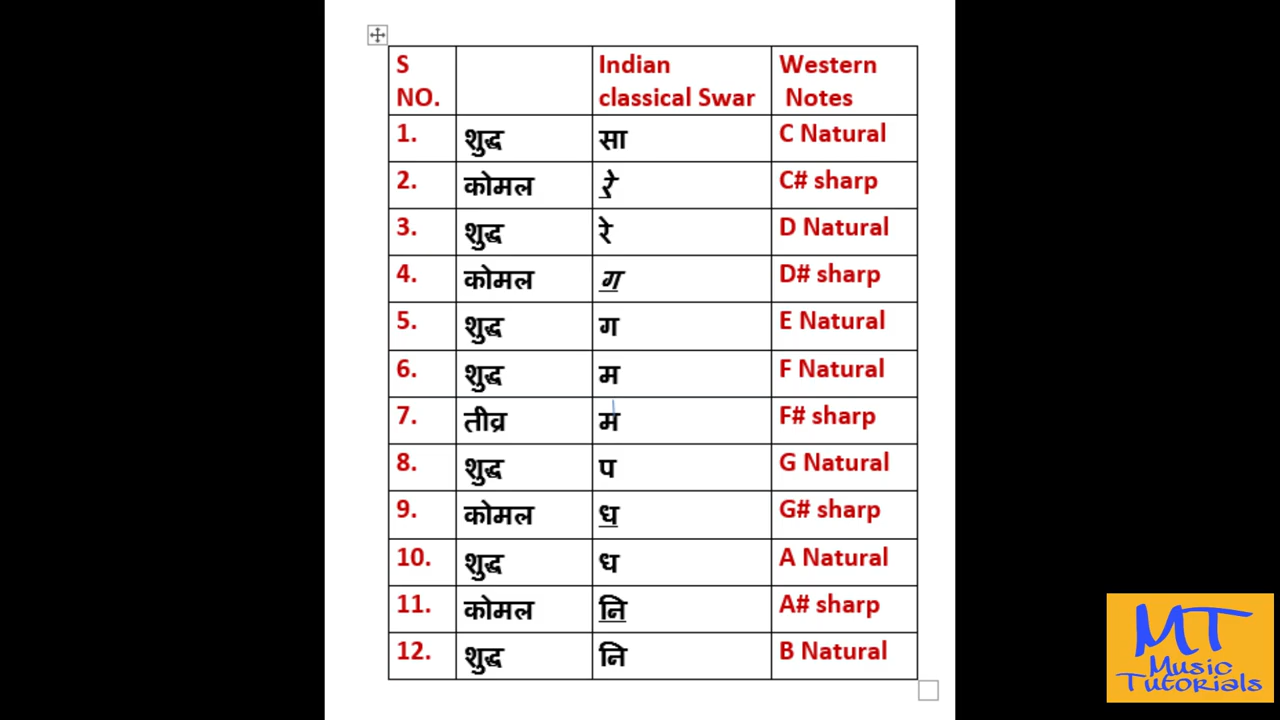 S NO. Indian classical Swar Western Notes
1. शुद्ध सा C Natural
2. कोमल रे॒ C# sharp
3. शुद्ध रे D Natural
4. कोमल ग॒ D# sharp
5. शुद्ध ग E Natural
6. शुद्ध म F Natural
7. तीव्र म॑ F# sharp
8. शुद्ध प G Natural
9. कोमल ध॒ G# sharp
10. शुद्ध ध A Natural
11. कोमल नि॒ A# sharp
12. शुद्ध नि B Natural
MT
Music
Tutorials